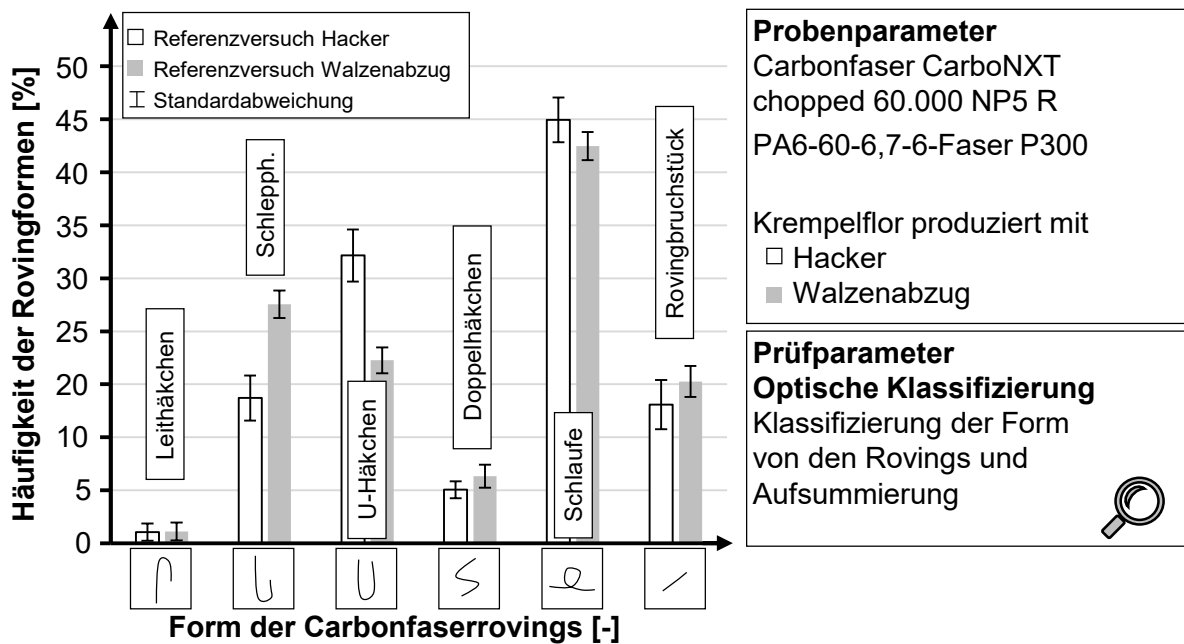 Häufigkeit der Rovingformen [%]
50
45
40
35
30
25
20
10
5
0
Referenzversuch Hacker
Referenzversuch Walzenabzug
Standardabweichung
Leithäkchen
Schlepph.
U-Häkchen
Doppelhäkchen
Schlaufe
Rovingbruchstück
Form der Carbonfaserrovings [-]
Probenparameter
Carbonfaser CarboNXT
chopped 60.000 NP5 R
PA6-60-6,7-6-Faser P300
Krempelflor produziert mit
Hacker
Walzenabzug
Prüfparameter
Optische Klassifizierung
Klassifizierung der Form
von den Rovings und
Aufsummierung